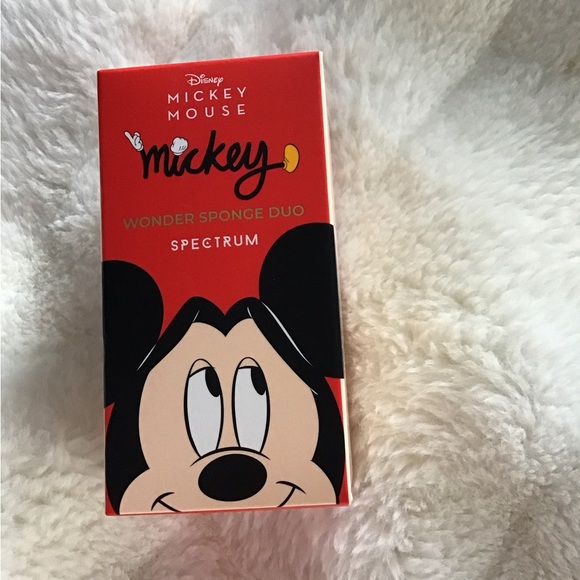 Disney
MICKEY
MOUSE
mickey
WONDER SPONGE DUO
SPECTRUM